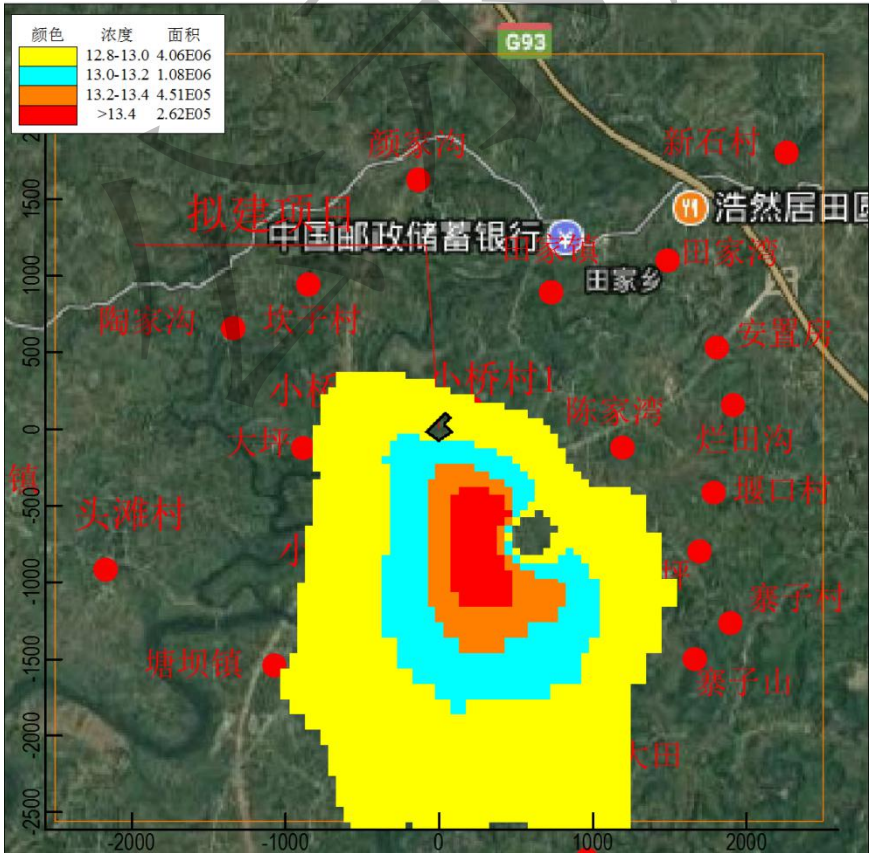 颜色 浓度 面积
12.8-13.0 4.06E06
13.0-13.2 1.08E06
13.2-13.4 4.51E05
>13.4 2.62E05
G93
新石村
颜家沟
浩然居田园
拟建项目
中国邮政储蓄银行
田家镇
田家湾
田家乡
陶家沟
坎子村
安置房
小桥
小桥村1
陈家湾
大坪
烂田沟
镇
堰口村
头滩村
小
坪
寨子村
塘坝镇
寨子山
大田
1500
1000
500
0
-500
-1000
-1500
-2000
-2500
-2000
-1000
0
1000
2000